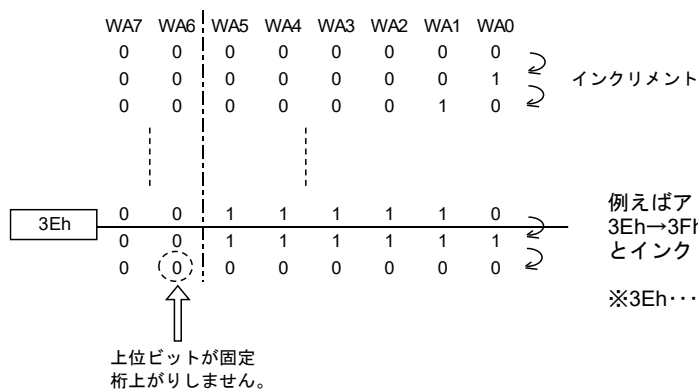 WA7 WA6 WA5 WA4 WA3 WA2 WA1 WA0
0 0 0 0 0 0 0 0
0 0 0 0 0 0 0 1
0 0 0 0 0 0 1 0
インクリメント
3Eh
0 0 1 1 1 1 1 0
0 0 1 1 1 1 1 1
0 0 0 0 0 0 0 0
例えばア
3Eh→3Fh
とインク
※3Eh･･･
上位ビットが固定
桁上がりしません。